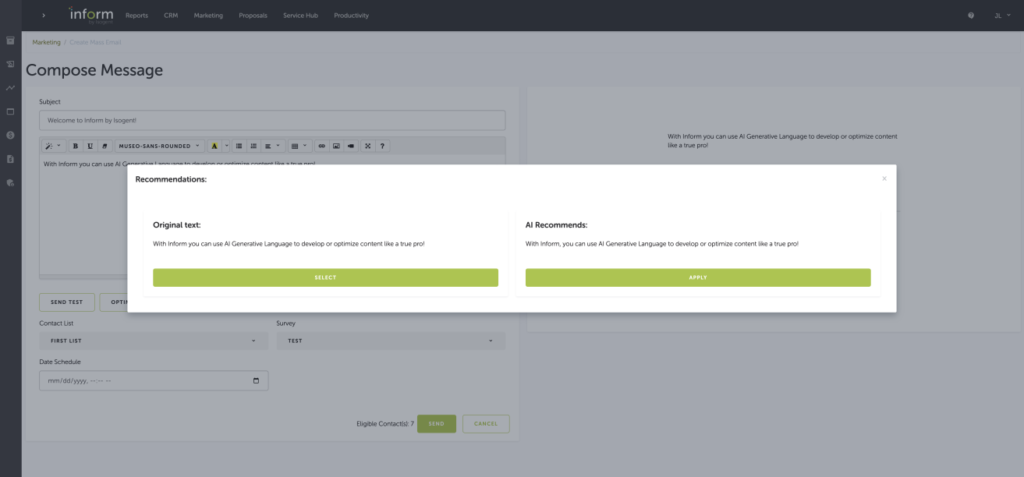 inform
Reports CRM Marketing Proposals Service Hub Productivity
JL
Marketing / Create Mass Email
Compose Message
Subject
Welcome to Inform by Isogent!
B U MUSEO-SANS-ROUNDED A ?
With Inform you can use AI Generative Language to develop or optimize content like a true pro!
With Inform you can use AI Generative Language to develop or optimize content
like a true pro!
Recommendations:
×
Original text:
With Inform you can use AI Generative Language to develop or optimize content like a true pro!
SELECT
AI Recommends:
With Inform, you can use AI Generative Language to develop or optimize content like a true pro!
APPLY
SEND TEST
Contact List
FIRST LIST
Survey
TEST
Date Schedule
mm/dd/yyyy, --:-- --
Eligible Contact(s): 7 SEND CANCEL